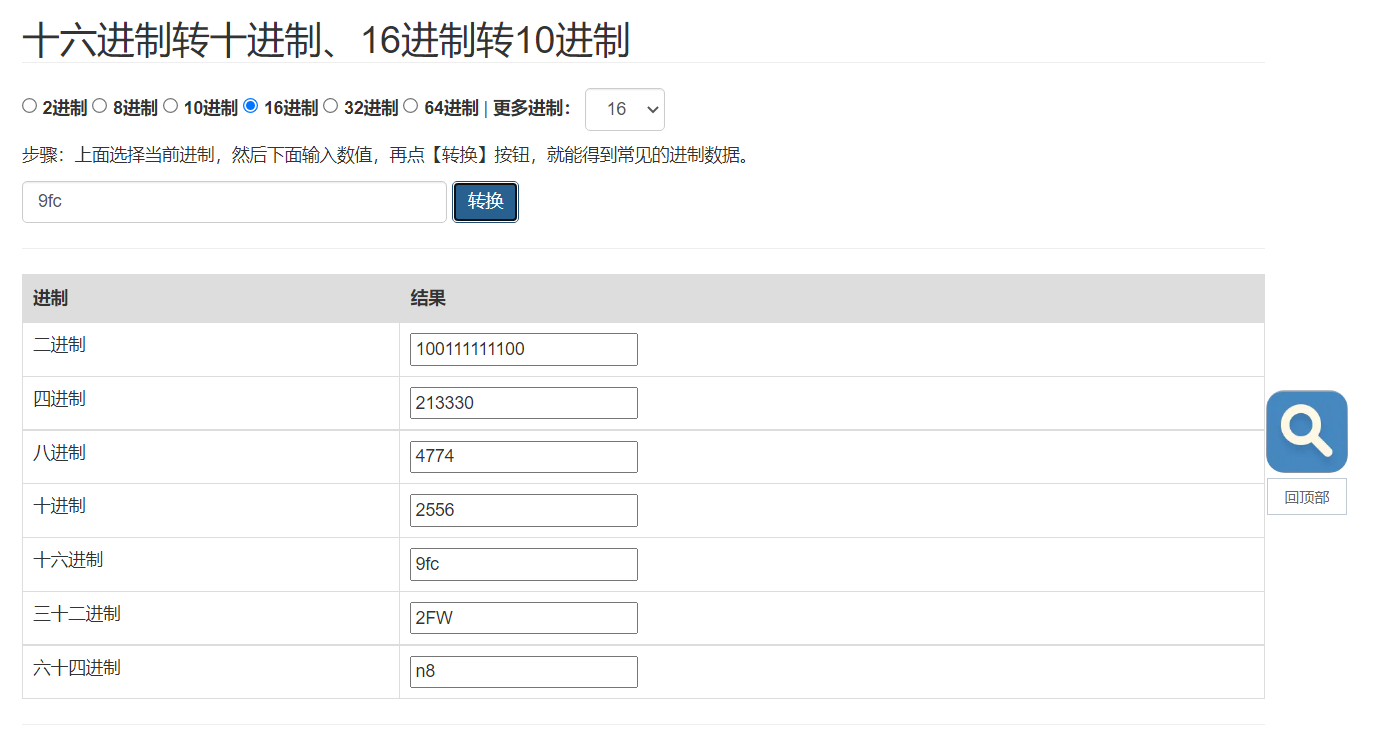 十六进制转十进制、16进制转10进制
2进制 8进制 10进制 16进制 32进制 64进制 | 更多进制： 16
步骤：上面选择当前进制，然后下面输入数值，再点【转换】按钮，就能得到常见的进制数据。
9fc 转换
进制 结果
二进制 100111111100
四进制 213330
八进制 4774
十进制 2556
十六进制 9fc
三十二进制 2FW
六十四进制 n8
回顶部